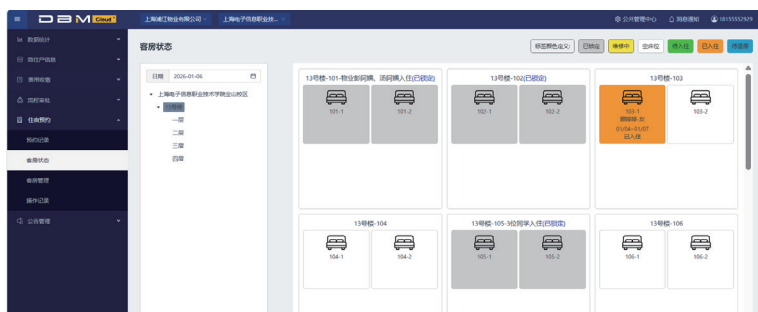 DBM Cloud
上海浦江物业有限公司
上海电子信息职业技...
公共管理中心
消息通知
18155552929
数据统计
商住户信息
费用收缴
流程审批
住宿预约
预约记录
客房状态
客房管理
操作记录
公告管理
客房状态
标签颜色定义:
已锁定
维修中
空床位
待入住
已入住
待退房
日期 2026-01-06
上海电子信息职业技术学院金山校区
13号楼
一层
二层
三层
四层
13号楼-101-物业彭阿姨、汤阿姨入住(已锁定)
101-1
101-2
13号楼-102(已锁定)
102-1
102-2
13号楼-103
103-1
01/04~01/07
已入住
103-2
13号楼-104
104-1
104-2
13号楼-105-3位同学入住(已锁定)
105-1
105-2
13号楼-106
106-1
106-2